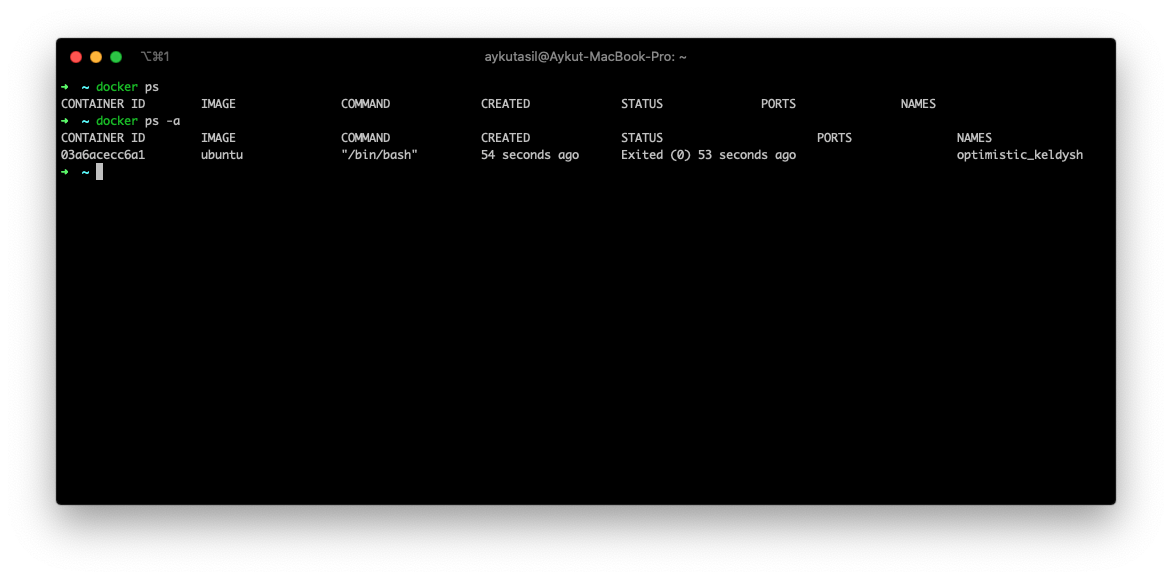 ⌥⌘1 aykutasil@Aykut-MacBook-Pro: ~
➜ ~ docker ps
CONTAINER ID IMAGE COMMAND CREATED STATUS PORTS NAMES
➜ ~ docker ps -a
CONTAINER ID IMAGE COMMAND CREATED STATUS PORTS NAMES
03a6acecc6a1 ubuntu "/bin/bash" 54 seconds ago Exited (0) 53 seconds ago optimistic_keldysh
➜ ~